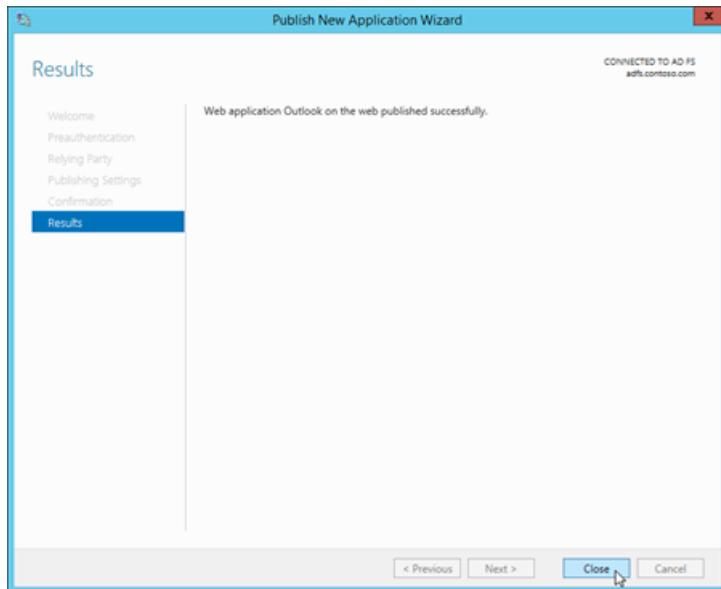 Publish New Application Wizard
x
Results
CONNECTED TO AD FS
adfs.contoso.com
Welcome
Preauthentication
Relying Party
Publishing Settings
Confirmation
Results
Web application Outlook on the web published successfully.
< Previous
Next >
Close
Cancel